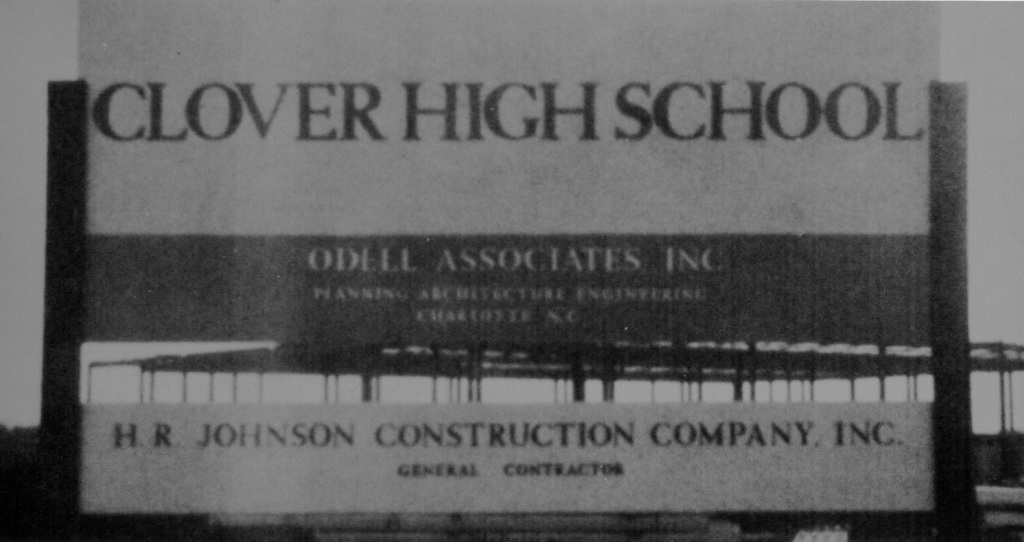 CLOVER HIGH SCHOOL
ODELL ASSOCIATES INC
PLANNING ARCHITECTURE ENGINEERING
CHARLOTTE N.C.
H. R. JOHNSON CONSTRUCTION COMPANY, INC.
GENERAL CONTRACTOR